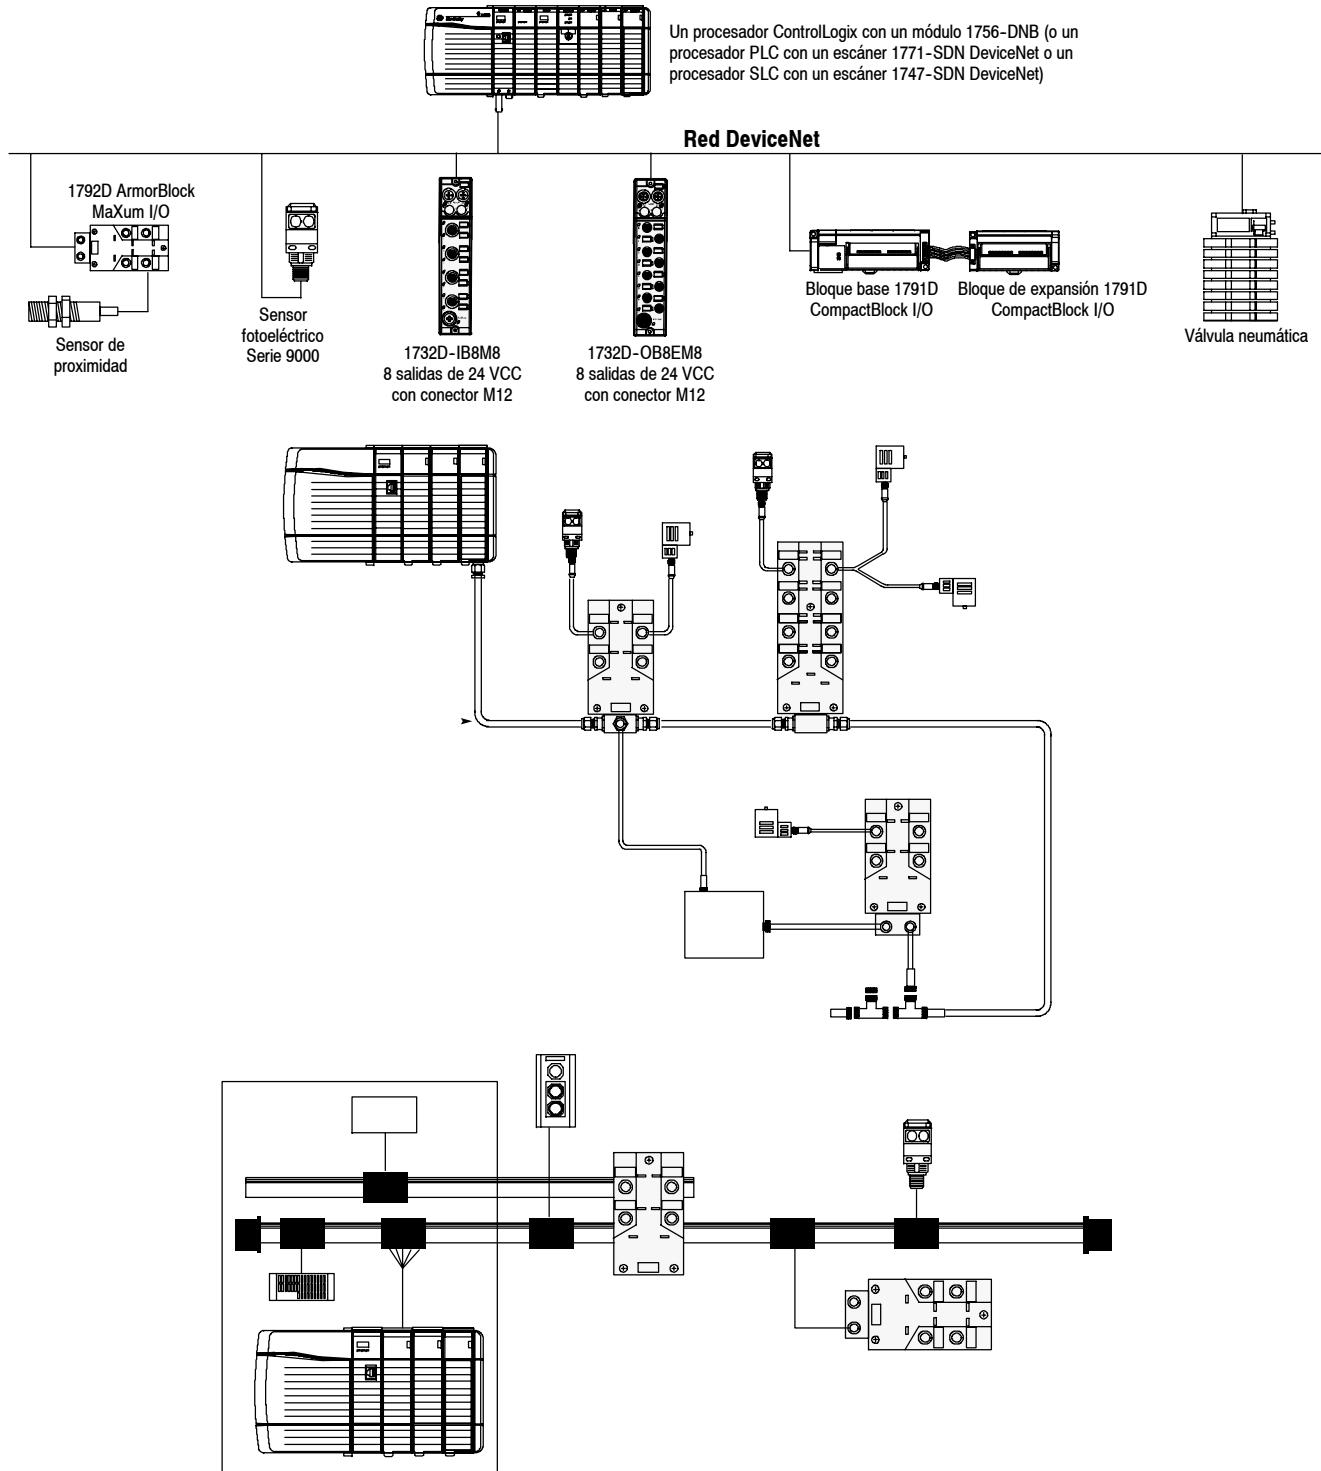 Un procesador ControlLogix con un módulo 1756-DNB (o un
procesador PLC con un escáner 1771-SDN DeviceNet o un
procesador SLC con un escáner 1747-SDN DeviceNet)
Red DeviceNet
1792D ArmorBlock
MaXum I/O
Sensor de
proximidad
Sensor
fotoeléctrico
Serie 9000
1732D-IB8M8
8 salidas de 24 VCC
con conector M12
1732D-OB8EM8
8 salidas de 24 VCC
con conector M12
Bloque base 1791D
CompactBlock I/O
Bloque de expansión 1791D
CompactBlock I/O
Válvula neumática